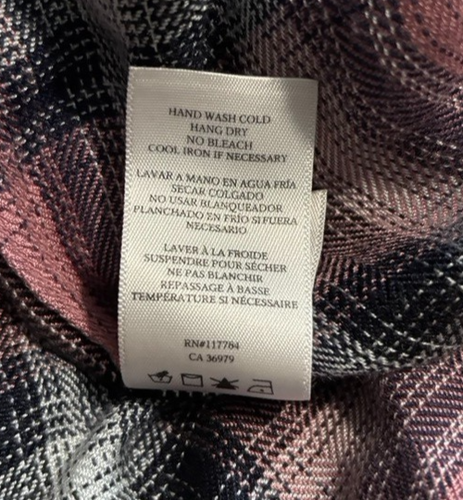 HAND WASH COLD
HANG DRY
NO BLEACH
COOL IRON IF NECESSARY
LAVAR A MANO EN AGUA FRÍA
SECAR COLGADO
NO USAR BLANQUEADOR
PLANCHADO EN FRÍO SI FUERA
NECESARIO
LAVER À LA FROIDE
SUSPENDRE POUR SÉCHER
NE PAS BLANCHIR
REPASSAGE À BASSE
TEMPÉRATURE SI NÉCESSAIRE
RN#117784
CA 36979